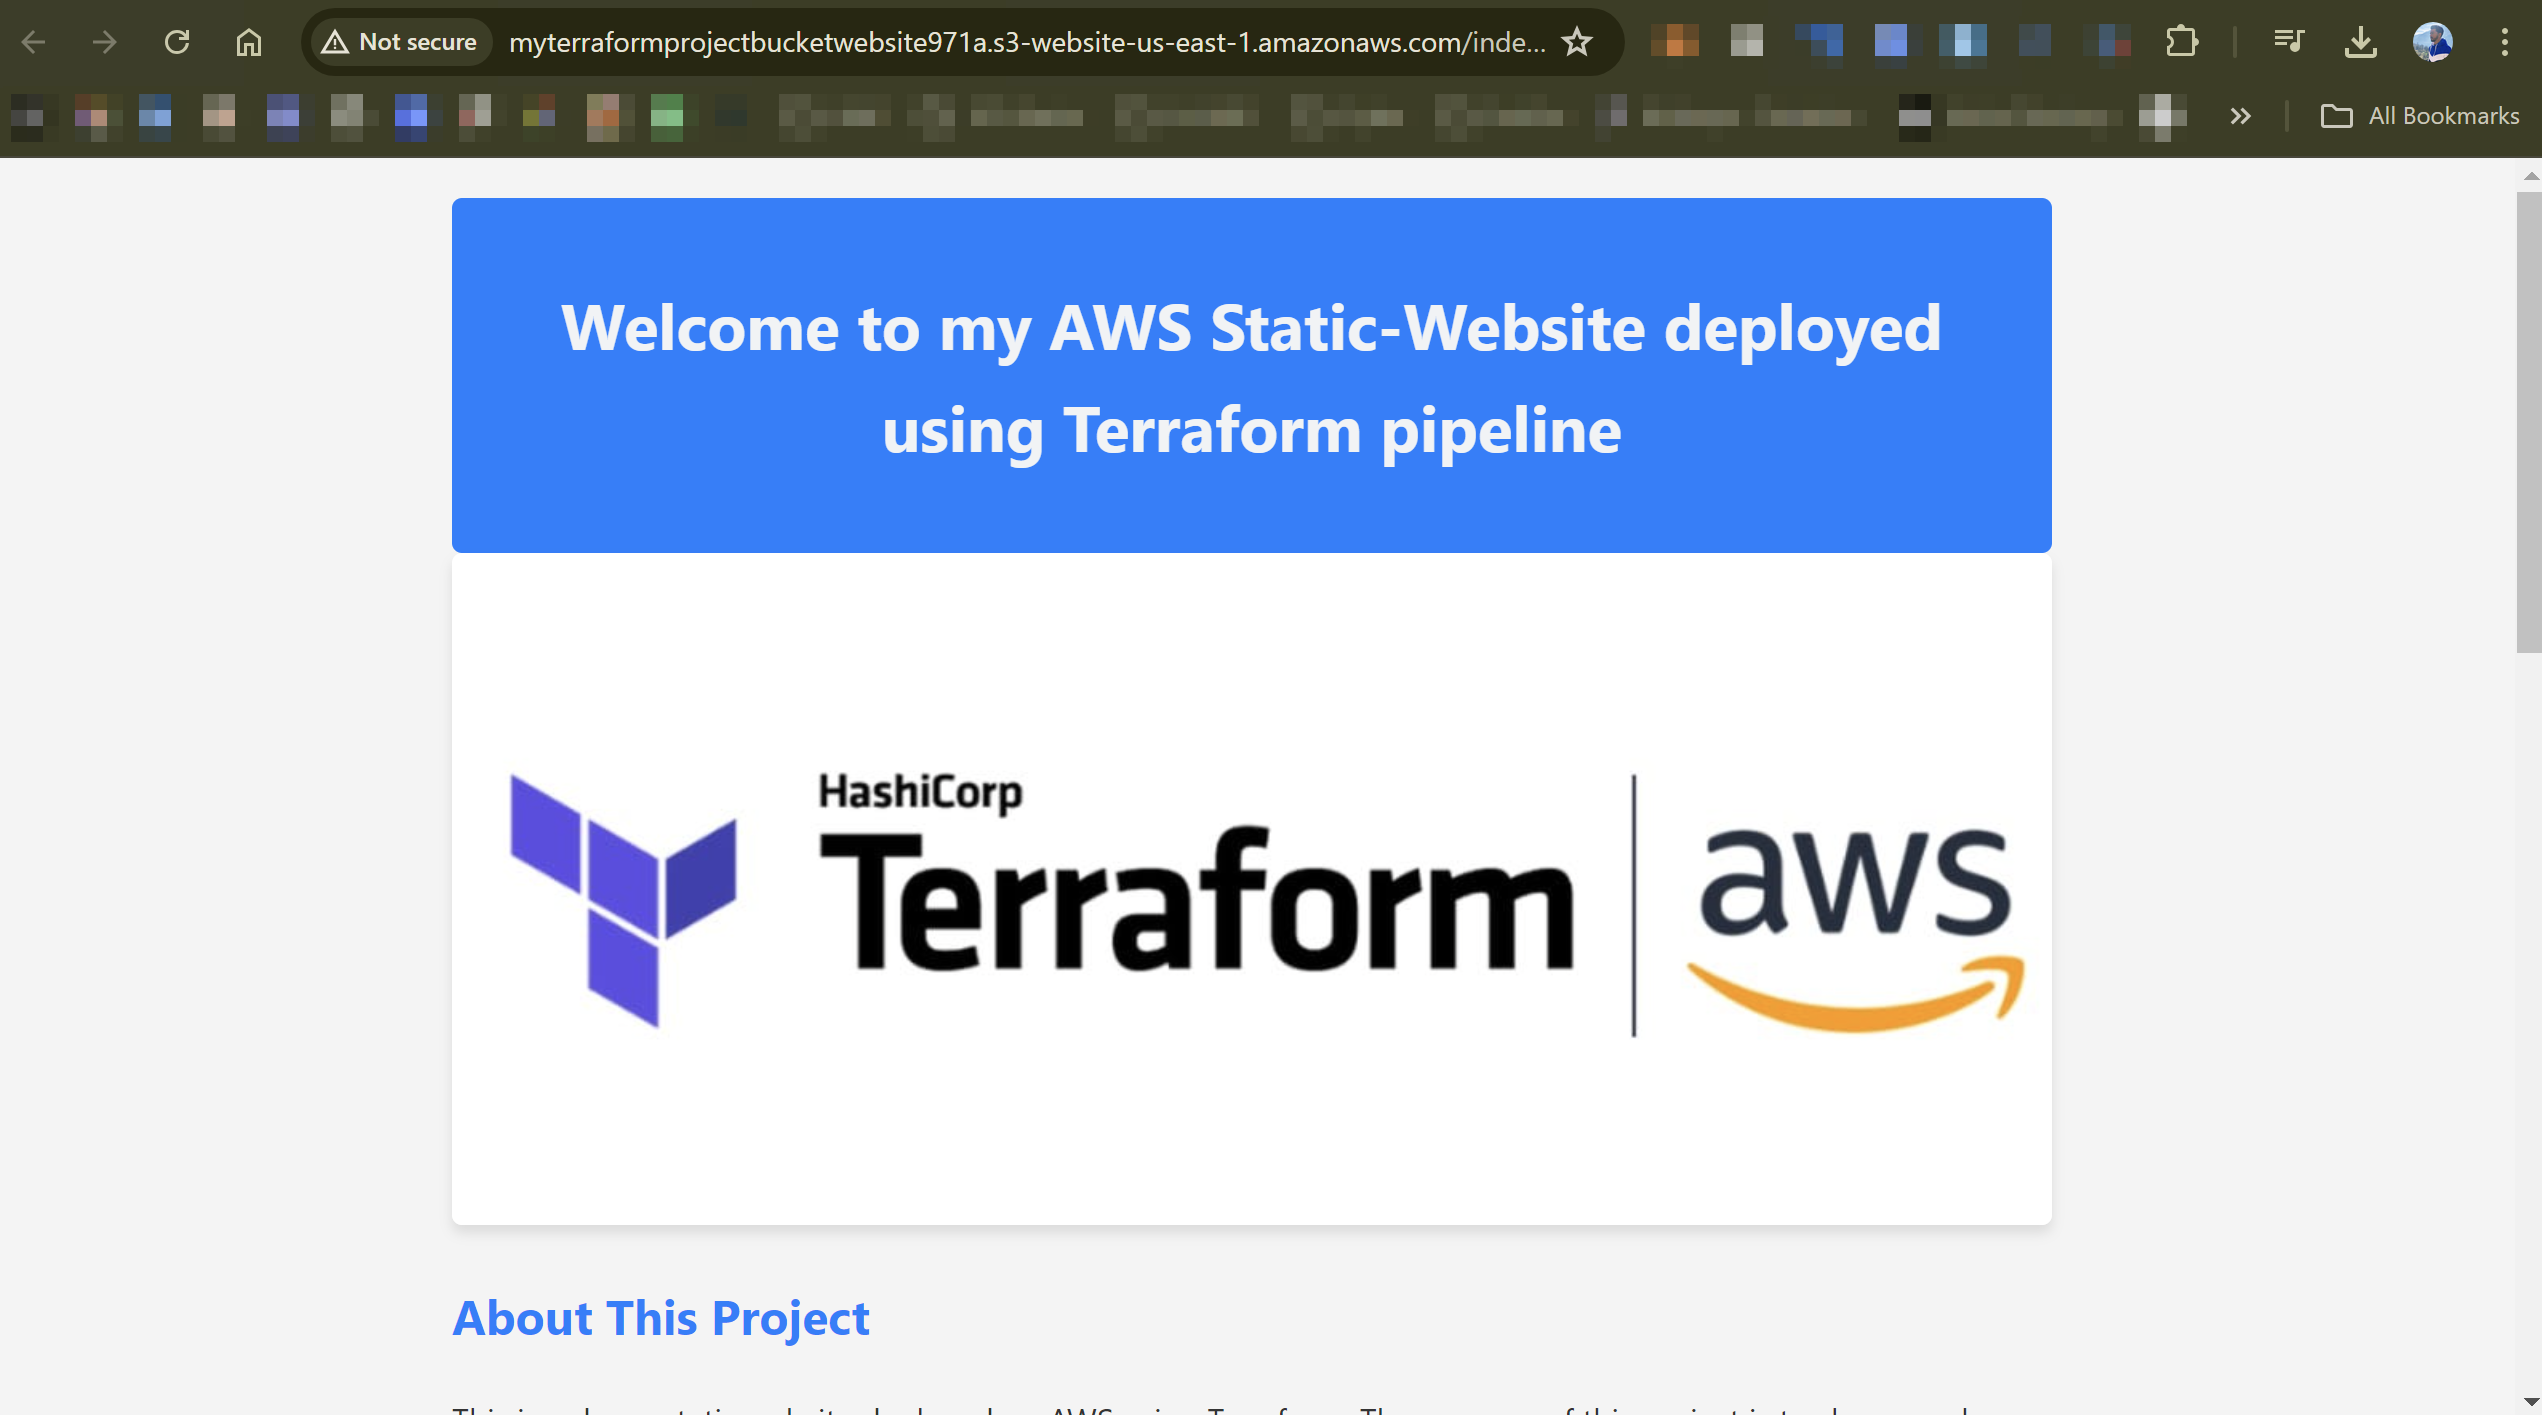 Not secure myterraformprojectbucketwebsite971a.s3-website-us-east-1.amazonaws.com/inde...
All Bookmarks
Welcome to my AWS Static-Website deployed
using Terraform pipeline
HashiCorp
Terraform
aws
About This Project